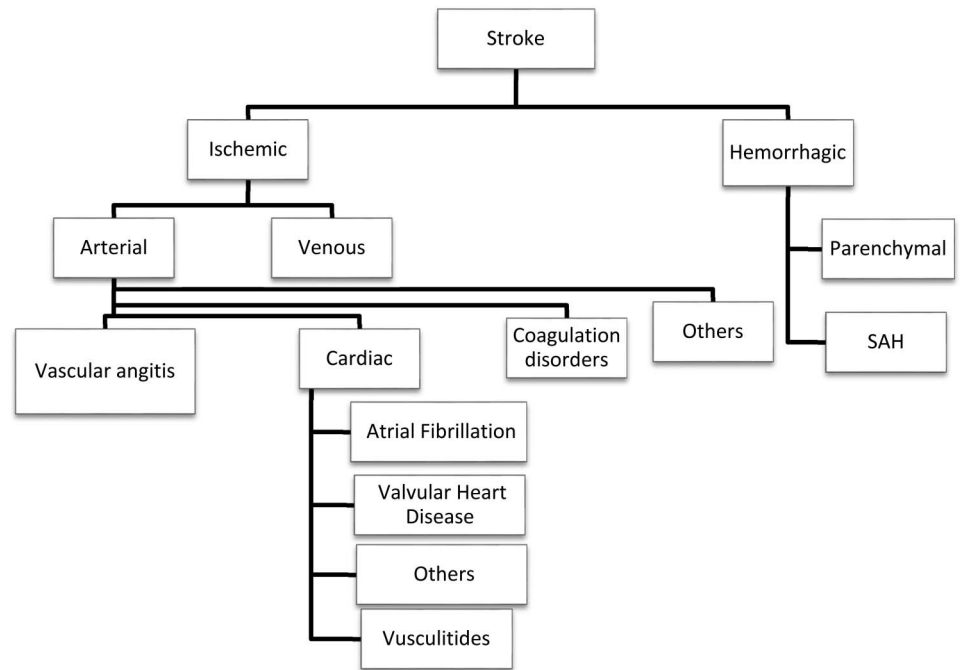 Stroke
Ischemic
Hemorrhagic
Arterial
Venous
Parenchymal
Vascular angitis
Cardiac
Coagulation
disorders
Others
SAH
Atrial Fibrillation
Valvular Heart
Disease
Others
Vusculitides